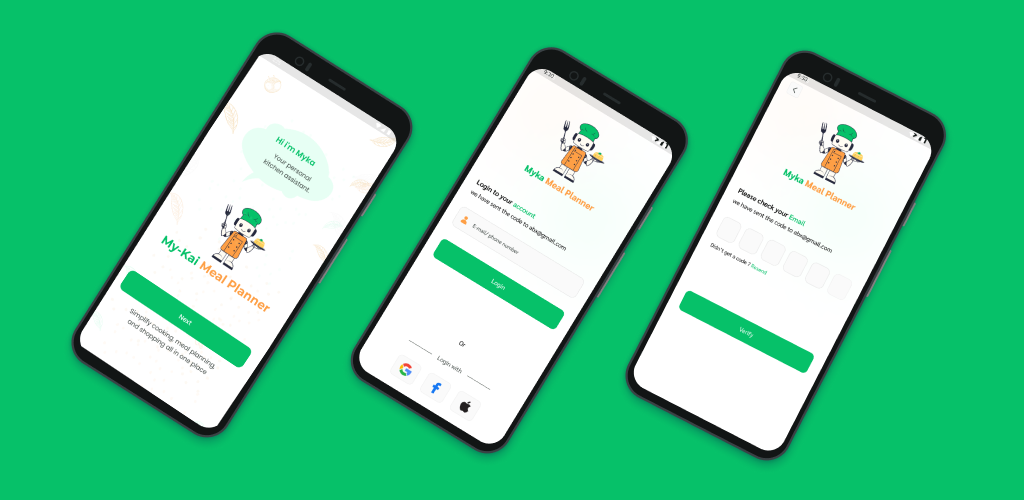 Hi i'm Myka
Your personal
kitchen assistant.
My-Kai Meal Planner
Next
Simplify cooking, meal planning,
and shopping all in one place
9:30
Myka Meal Planner
Login to your account
we have sent the code to abx@gmail.com
E-mail/ phone number
Login
Or
Login with
9:30
Myka Meal Planner
Please check your Email
we have sent the code to abx@gmail.com
Didn't get a code ? Resend
Verify